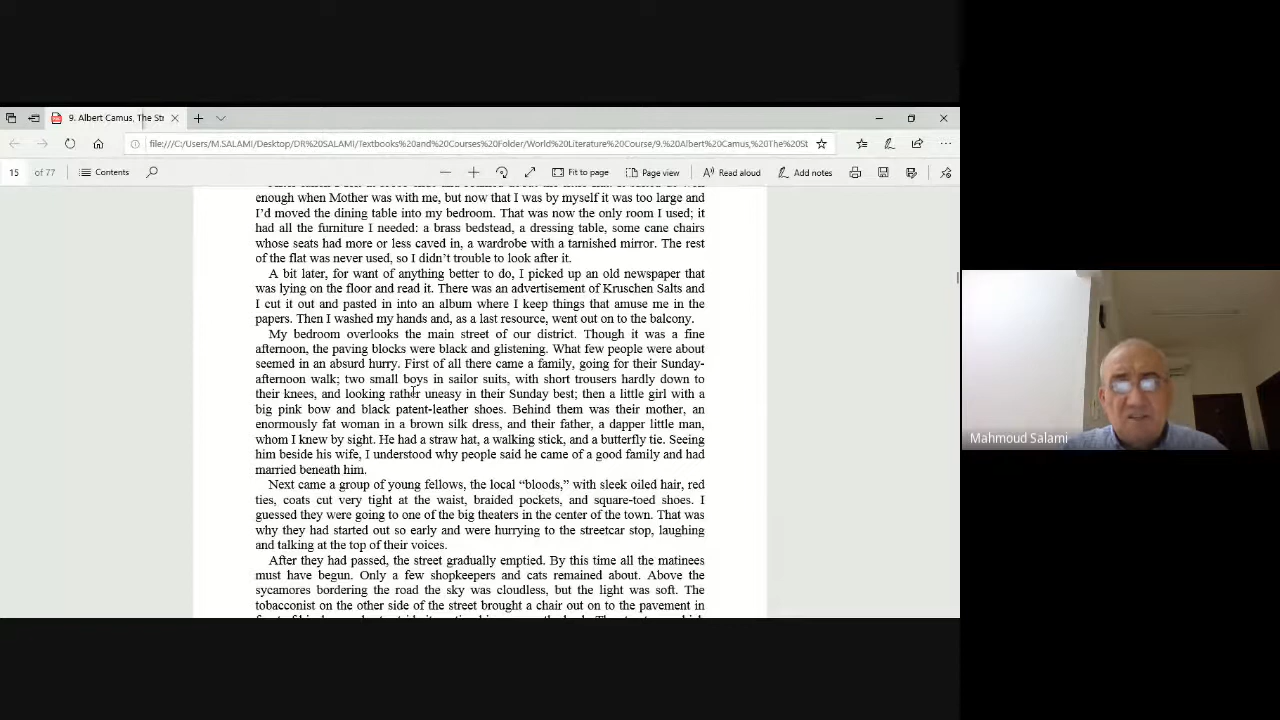 9. Albert Camus, The Str
file:///C:/Users/M.SALAMI/Desktop/DR%20SALAMI/Textbooks%20and%20Courses%20Folder/World%20Literature%20Course/9.%20Albert%20Camus,%20The%20St
15 of 77 Contents Fit to page Page view Read aloud Add notes
enough when Mother was with me, but now that I was by myself it was too large and
I'd moved the dining table into my bedroom. That was now the only room I used; it
had all the furniture I needed: a brass bedstead, a dressing table, some cane chairs
whose seats had more or less caved in, a wardrobe with a tarnished mirror. The rest
of the flat was never used, so I didn't trouble to look after it.
A bit later, for want of anything better to do, I picked up an old newspaper that
was lying on the floor and read it. There was an advertisement of Kruschen Salts and
I cut it out and pasted in into an album where I keep things that amuse me in the
papers. Then I washed my hands and, as a last resource, went out on to the balcony.
My bedroom overlooks the main street of our district. Though it was a fine
afternoon, the paving blocks were black and glistening. What few people were about
seemed in an absurd hurry. First of all there came a family, going for their Sunday-
afternoon walk; two small boys in sailor suits, with short trousers hardly down to
their knees, and looking rather uneasy in their Sunday best; then a little girl with a
big pink bow and black patent-leather shoes. Behind them was their mother, an
enormously fat woman in a brown silk dress, and their father, a dapper little man,
whom I knew by sight. He had a straw hat, a walking stick, and a butterfly tie. Seeing
him beside his wife, I understood why people said he came of a good family and had
married beneath him.
Next came a group of young fellows, the local “bloods,” with sleek oiled hair, red
ties, coats cut very tight at the waist, braided pockets, and square-toed shoes. I
guessed they were going to one of the big theaters in the center of the town. That was
why they had started out so early and were hurrying to the streetcar stop, laughing
and talking at the top of their voices.
After they had passed, the street gradually emptied. By this time all the matinees
must have begun. Only a few shopkeepers and cats remained about. Above the
sycamores bordering the road the sky was cloudless, but the light was soft. The
tobacconist on the other side of the street brought a chair out on to the pavement in
Mahmoud Salami